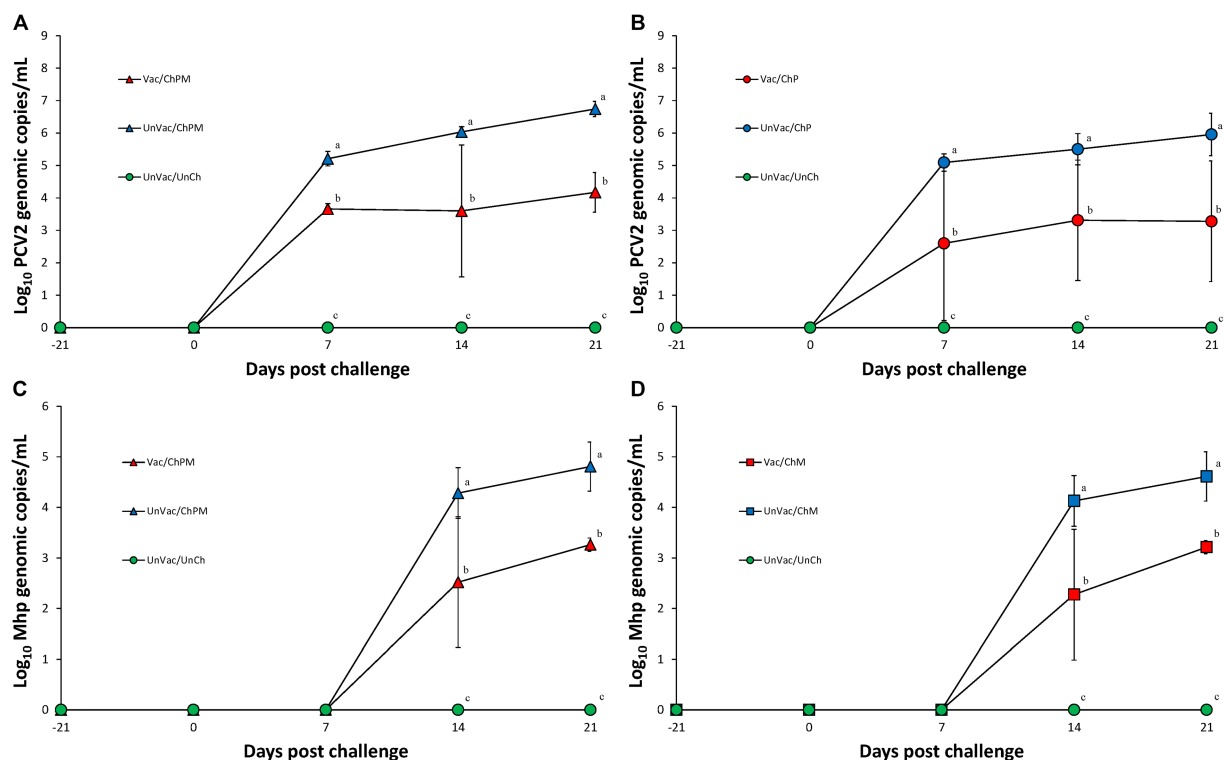 A
Log10 PCV2 genomic copies/mL
9
8
7
6
5
4
3
2
1
0
Vac/ChPM
UnVac/ChPM
UnVac/UnCh
a
a
a
b
b
b
c
c
c
-21
0
7
14
21
Days post challenge
B
Log10 PCV2 genomic copies/mL
9
8
7
6
5
4
3
2
1
0
Vac/ChP
UnVac/ChP
UnVac/UnCh
a
a
a
b
b
b
c
c
c
-21
0
7
14
21
Days post challenge
C
Log10 Mhp genomic copies/mL
6
5
4
3
2
1
0
Vac/ChPM
UnVac/ChPM
UnVac/UnCh
a
a
b
b
c
c
-21
0
7
14
21
Days post challenge
D
Log10 Mhp genomic copies/mL
6
5
4
3
2
1
0
Vac/ChM
UnVac/ChM
UnVac/UnCh
a
a
b
b
c
c
-21
0
7
14
21
Days post challenge